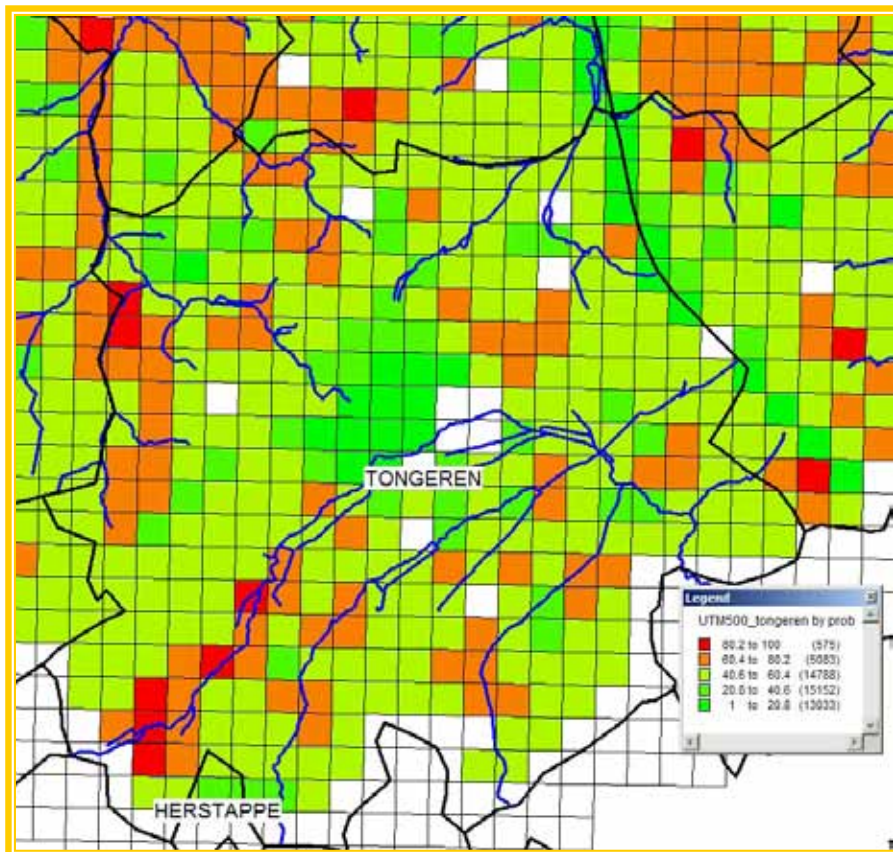 TONGEREN
HERSTAPPE
Legend
UTM500_tongeren by prob
80.2 to 100 (575)
60.4 to 80.2 (5083)
40.6 to 60.4 (14788)
20.8 to 40.6 (15152)
1 to 20.8 (13933)